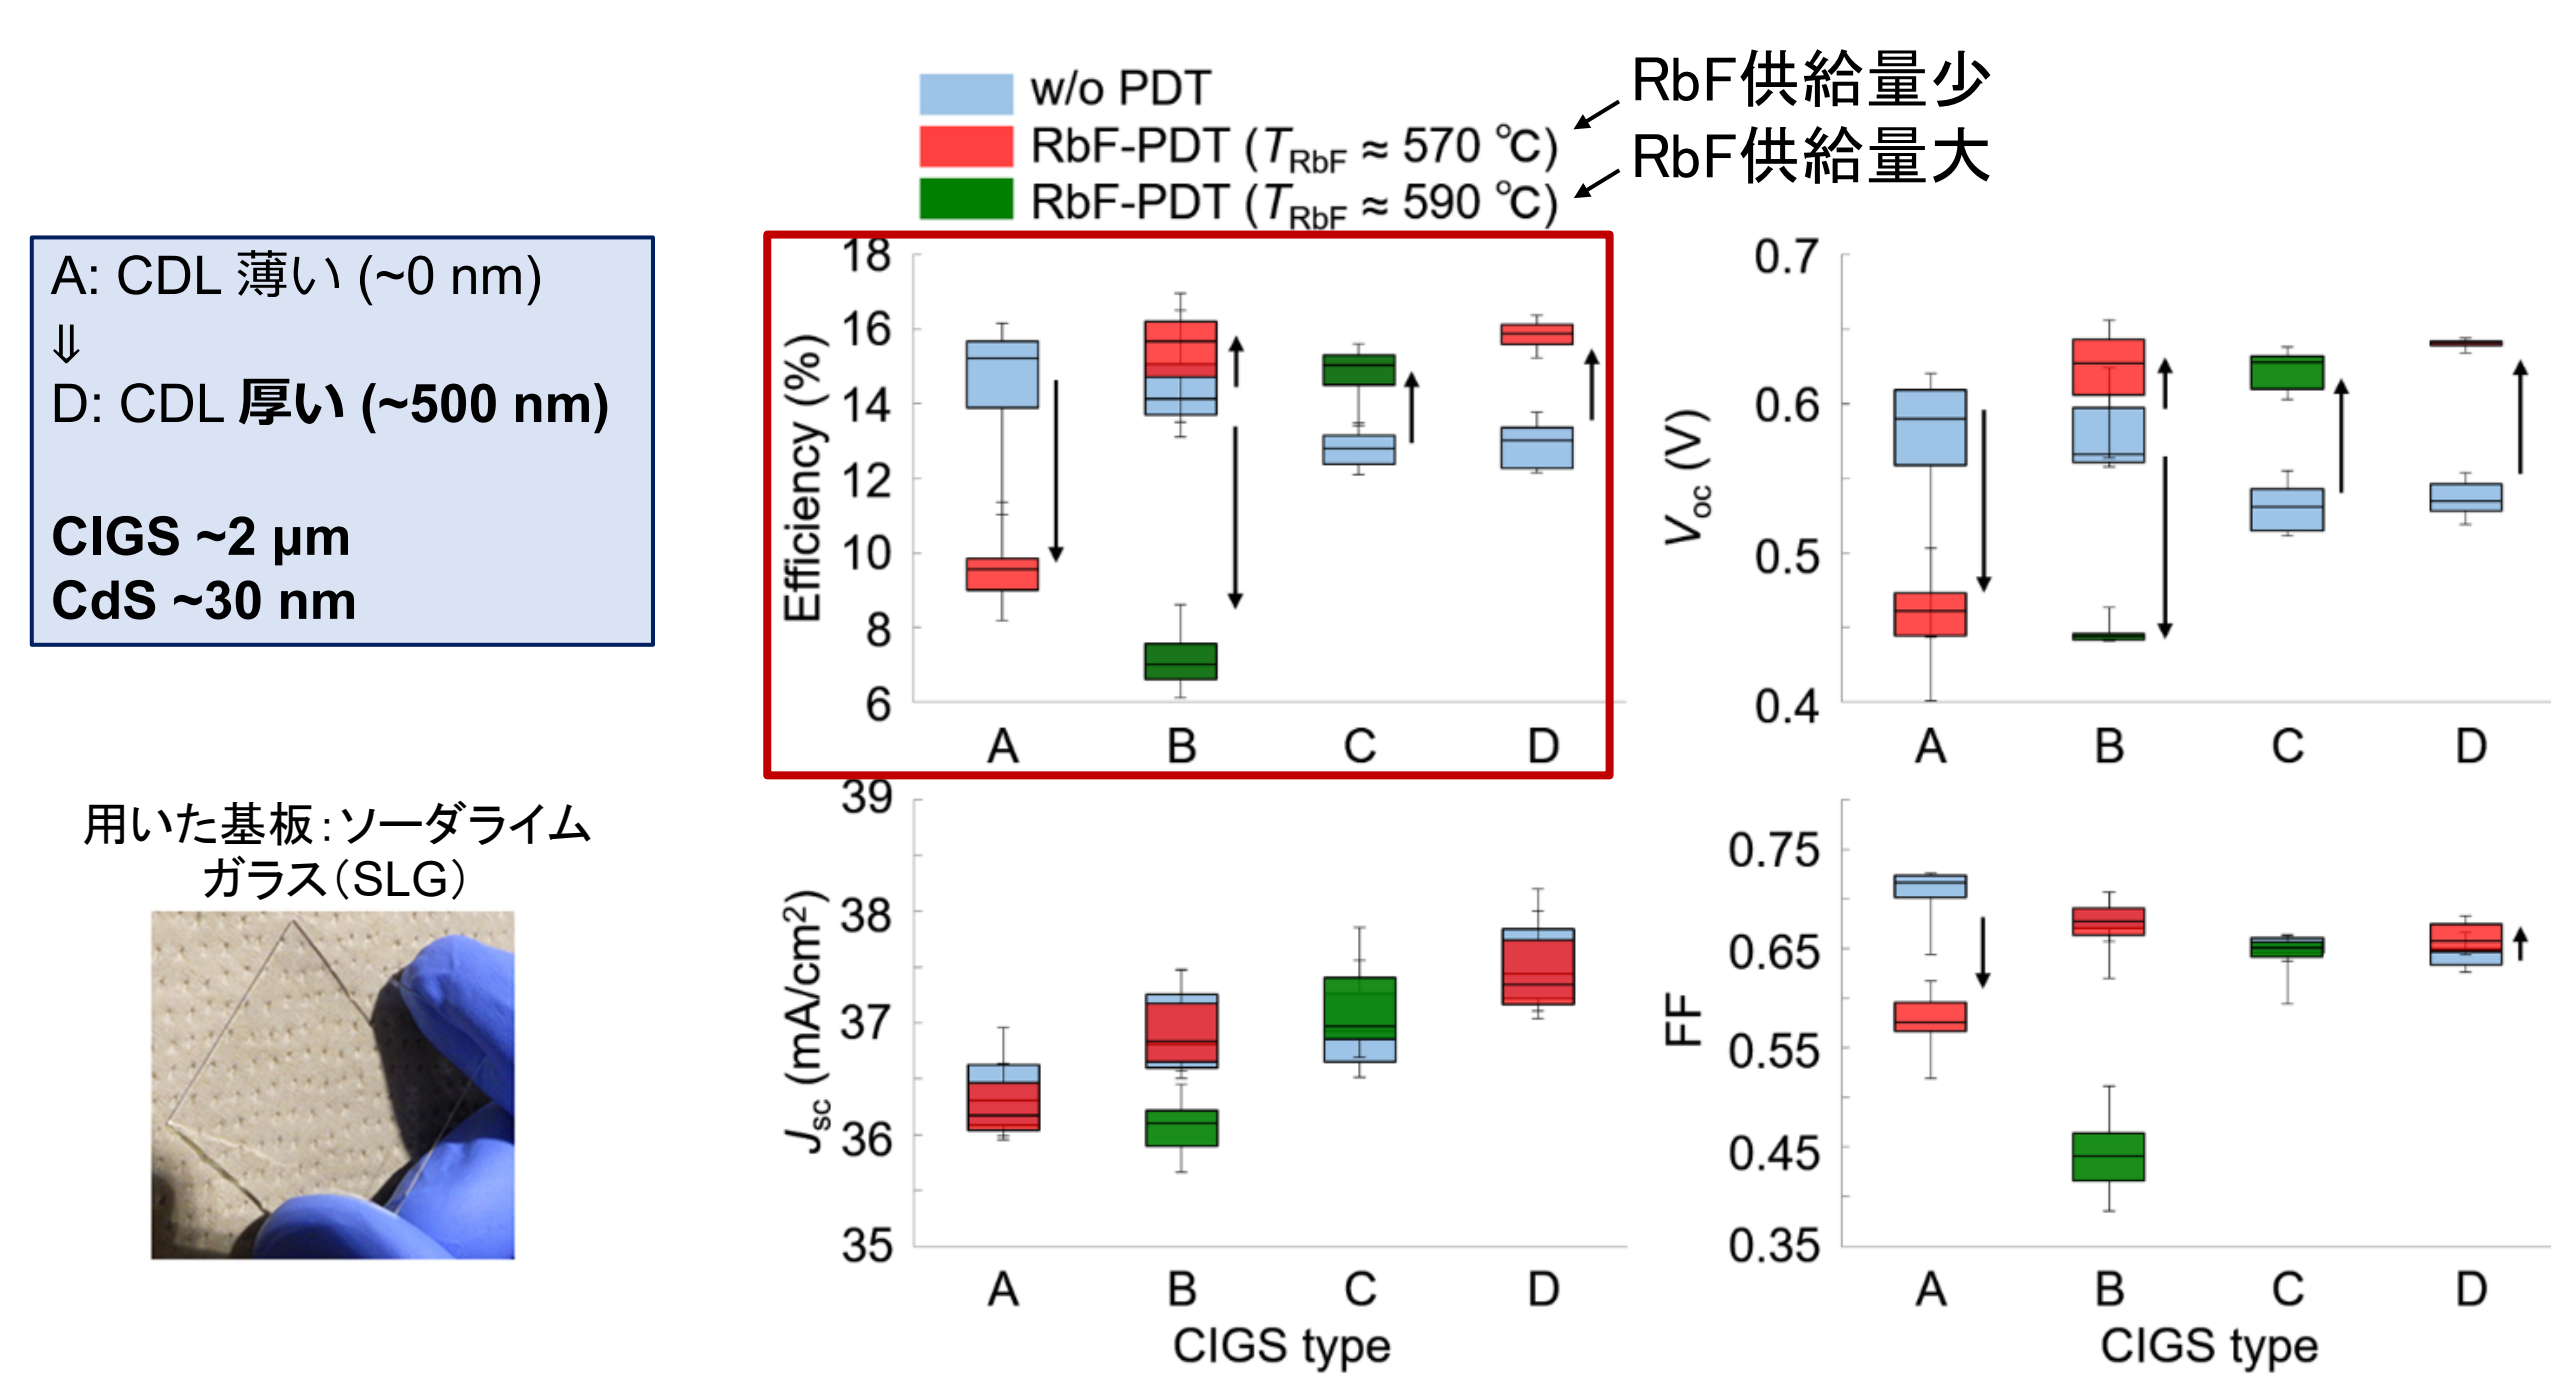 w/o PDT
RbF-PDT (TRbF ≈ 570 ℃)
RbF-PDT (TRbF ≈ 590 ℃)
RbF供給量少
RbF供給量大
A: CDL 薄い (~0 nm)
⇓
D: CDL 厚い (~500 nm)
CIGS ~2 μm
CdS ~30 nm
用いた基板：ソーダライム
ガラス（SLG）
Efficiency (%)
18
16
14
12
10
8
6
A B C D
Voc (V)
0.7
0.6
0.5
0.4
A B C D
Jsc (mA/cm²)
39
38
37
36
35
A B C D
CIGS type
FF
0.75
0.65
0.55
0.45
0.35
A B C D
CIGS type